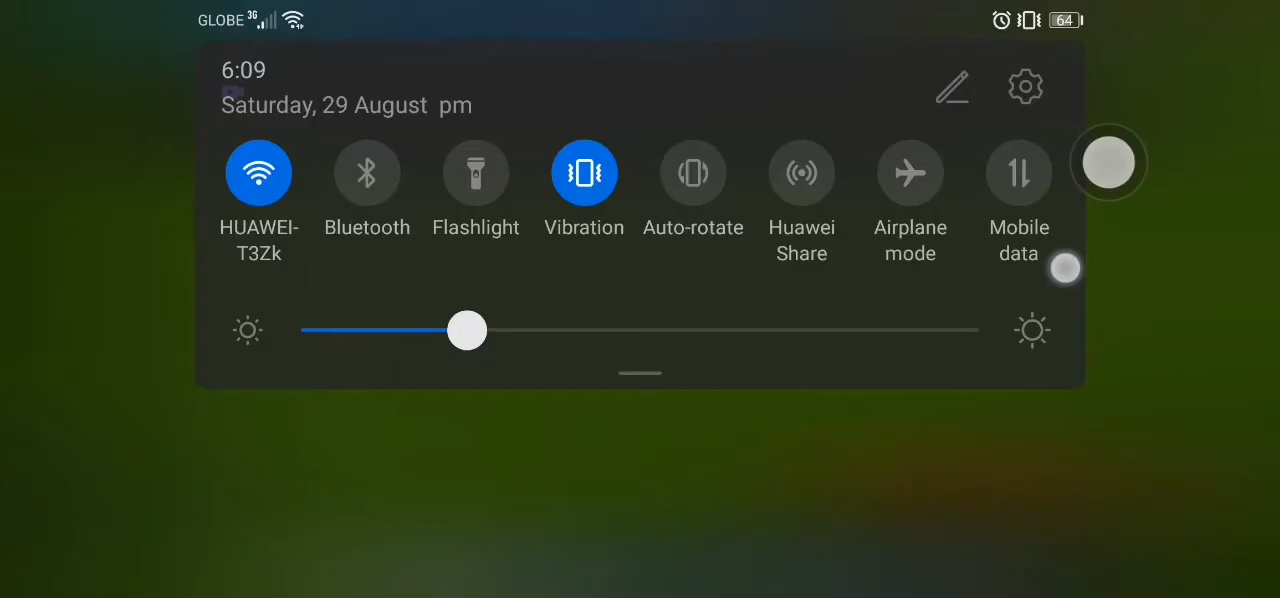 GLOBE 3G 64
6:09
Saturday, 29 August pm
HUAWEI-
T3Zk
Bluetooth
Flashlight
Vibration
Auto-rotate
Huawei
Share
Airplane
mode
Mobile
data